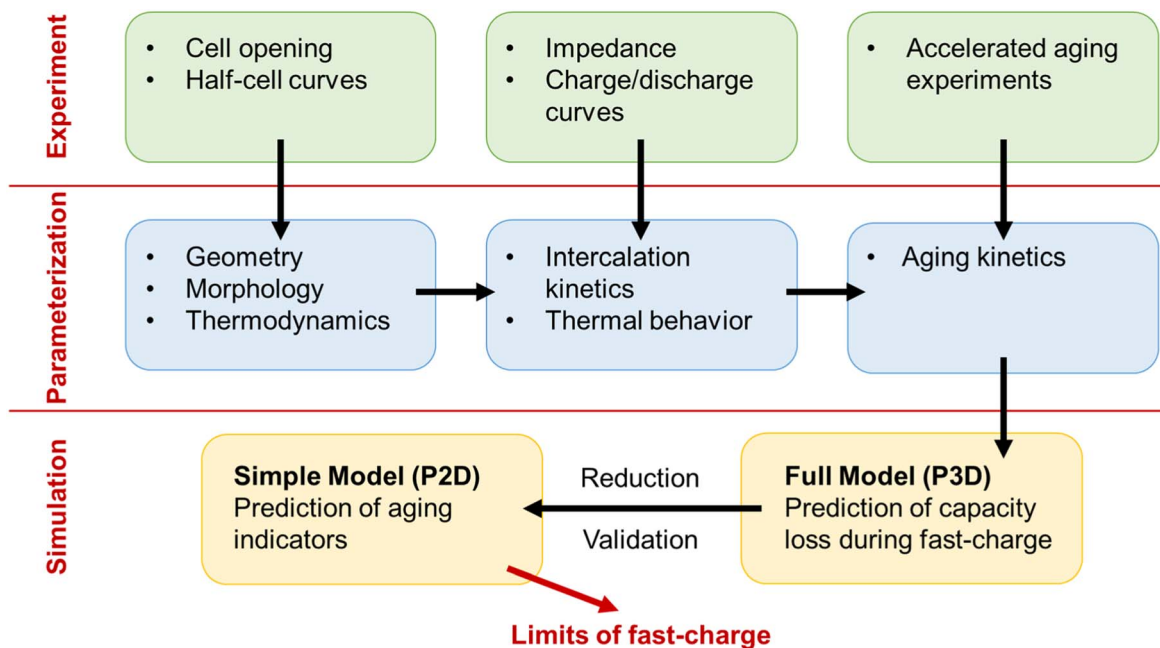 Experiment
• Cell opening
• Half-cell curves
• Impedance
• Charge/discharge
curves
• Accelerated aging
experiments
Parameterization
• Geometry
• Morphology
• Thermodynamics
• Intercalation
kinetics
• Thermal behavior
• Aging kinetics
Simulation
Simple Model (P2D)
Prediction of aging
indicators
Reduction
Validation
Full Model (P3D)
Prediction of capacity
loss during fast-charge
Limits of fast-charge